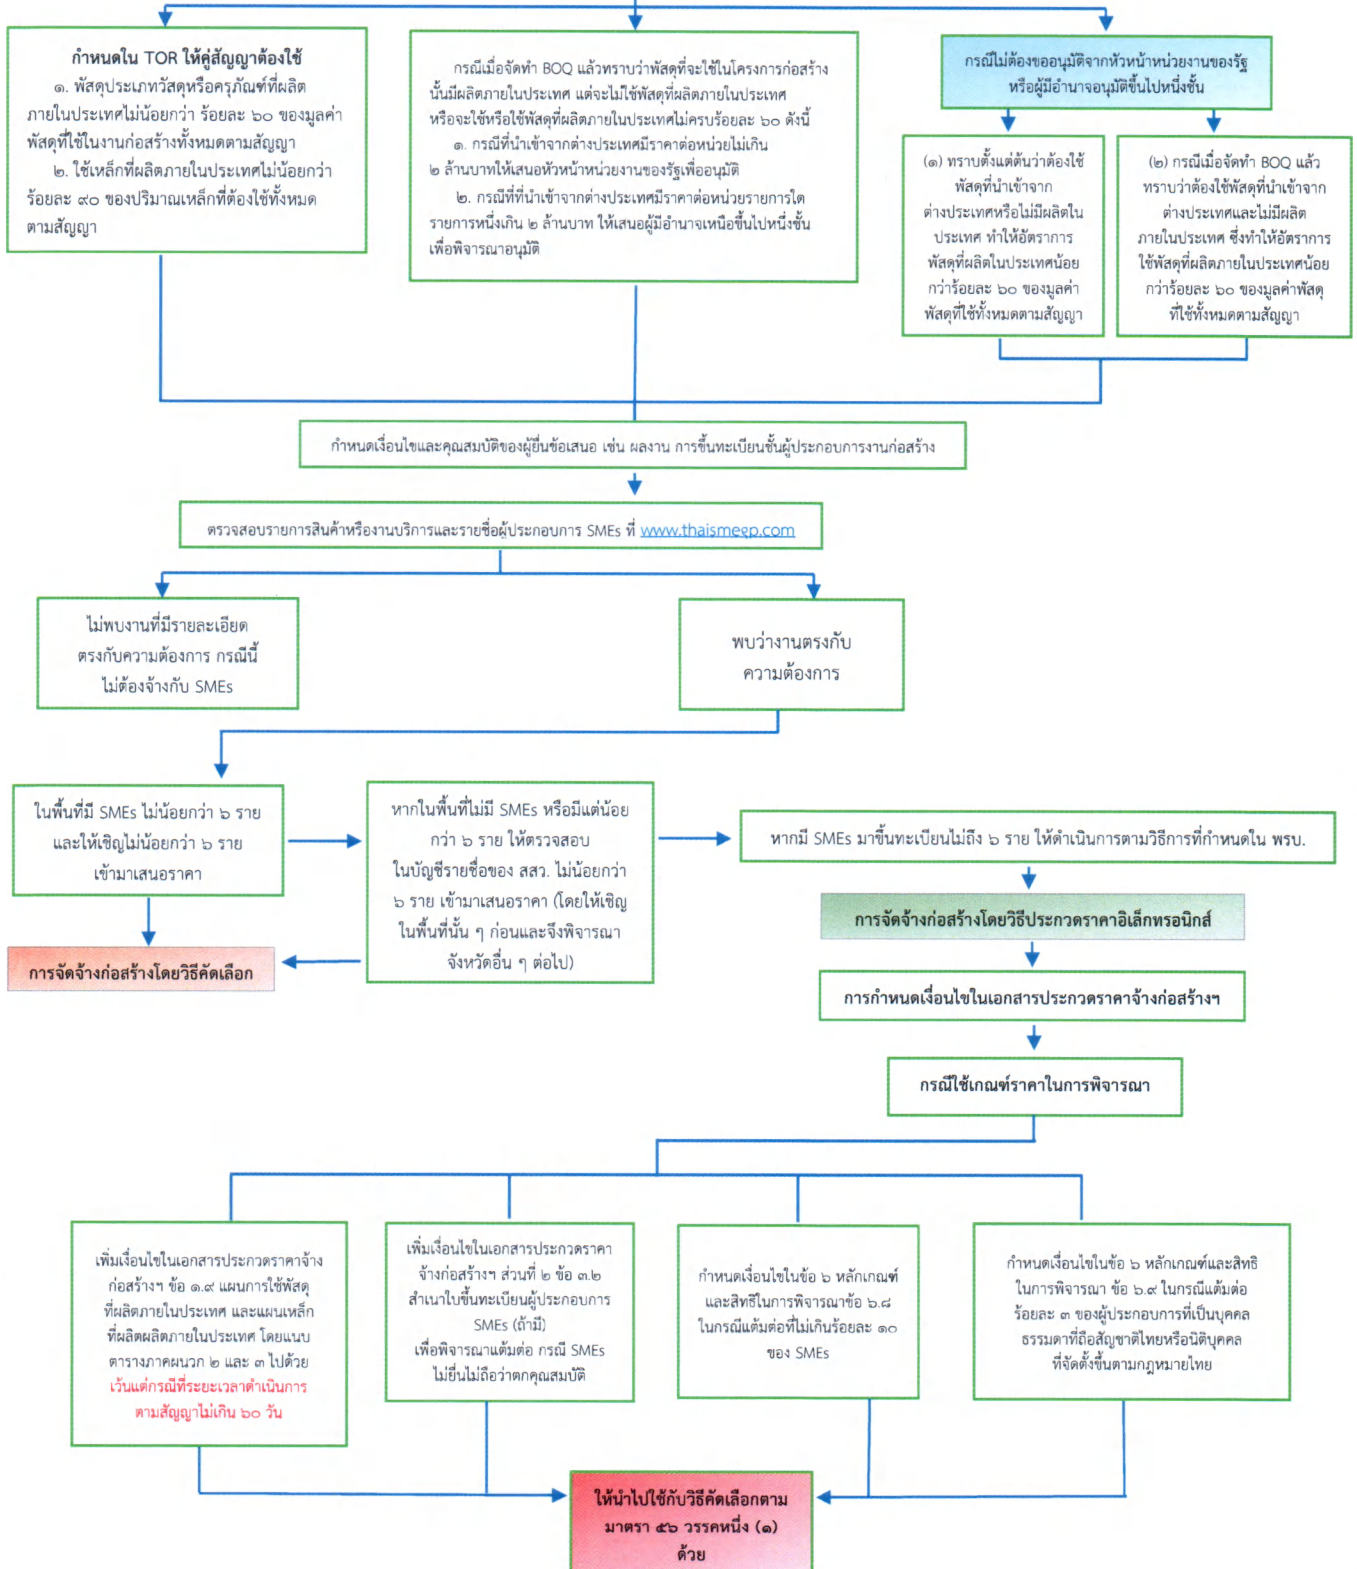 กำหนดใน TOR ให้คู่สัญญาต้องใช้
๑. พัสดุประเภทวัสดุหรือครุภัณฑ์ที่ผลิต
ภายในประเทศไม่น้อยกว่า ร้อยละ ๖๐ ของมูลค่า
พัสดุที่ใช้ในงานก่อสร้างทั้งหมดตามสัญญา
๒. ใช้เหล็กที่ผลิตภายในประเทศไม่น้อยกว่า
ร้อยละ ๙๐ ของปริมาณเหล็กที่ต้องใช้ทั้งหมด
ตามสัญญา
กรณีเมื่อจัดทำ BOQ แล้วทราบว่าพัสดุที่จะใช้ในโครงการก่อสร้าง
นั้นมีผลิตภายในประเทศ แต่จะไม่ใช้พัสดุที่ผลิตภายในประเทศ
หรือจะใช้หรือใช้พัสดุที่ผลิตภายในประเทศไม่ครบร้อยละ ๖๐ ดังนี้
๑. กรณีที่นำเข้าจากต่างประเทศมีราคาต่อหน่วยไม่เกิน
๒ ล้านบาทให้เสนอหัวหน้าหน่วยงานของรัฐเพื่ออนุมัติ
๒. กรณีที่ที่นำเข้าจากต่างประเทศมีราคาต่อหน่วยรายการใด
รายการหนึ่งเกิน ๒ ล้านบาท ให้เสนอผู้มีอำนาจเหนือขึ้นไปหนึ่งชั้น
เพื่อพิจารณาอนุมัติ
กรณีไม่ต้องขออนุมัติจากหัวหน้าหน่วยงานของรัฐ
หรือผู้มีอำนาจอนุมัติขึ้นไปหนึ่งชั้น
(๑) ทราบตั้งแต่ต้นว่าต้องใช้
พัสดุที่นำเข้าจาก
ต่างประเทศหรือไม่มีผลิตใน
ประเทศ ทำให้อัตราการ
พัสดุที่ผลิตในประเทศน้อย
กว่าร้อยละ ๖๐ ของมูลค่า
พัสดุที่ใช้ทั้งหมดตามสัญญา
(๒) กรณีเมื่อจัดทำ BOQ แล้ว
ทราบว่าต้องใช้พัสดุที่นำเข้าจาก
ต่างประเทศและไม่มีผลิต
ภายในประเทศ ซึ่งทำให้อัตราการ
ใช้พัสดุที่ผลิตภายในประเทศน้อย
กว่าร้อยละ ๖๐ ของมูลค่าพัสดุ
ที่ใช้ทั้งหมดตามสัญญา
กำหนดเงื่อนไขและคุณสมบัติของผู้ยื่นข้อเสนอ เช่น ผลงาน การขึ้นทะเบียนชั้นผู้ประกอบการงานก่อสร้าง
ตรวจสอบรายการสินค้าหรืองานบริการและรายชื่อผู้ประกอบการ SMEs ที่ www.thaismegp.com
ไม่พบงานที่มีรายละเอียด
ตรงกับความต้องการ กรณีนี้
ไม่ต้องจ้างกับ SMEs
พบว่างานตรงกับ
ความต้องการ
ในพื้นที่มี SMEs ไม่น้อยกว่า ๖ ราย
และให้เชิญไม่น้อยกว่า ๖ ราย
เข้ามาเสนอราคา
หากในพื้นที่ไม่มี SMEs หรือมีแต่น้อย
กว่า ๖ ราย ให้ตรวจสอบ
ในบัญชีรายชื่อของ สสว. ไม่น้อยกว่า
๖ ราย เข้ามาเสนอราคา (โดยให้เชิญ
ในพื้นที่นั้น ๆ ก่อนและจึงพิจารณา
จังหวัดอื่น ๆ ต่อไป)
หากมี SMEs มาขึ้นทะเบียนไม่ถึง ๖ ราย ให้ดำเนินการตามวิธีการที่กำหนดใน พรบ.
การจัดจ้างก่อสร้างโดยวิธีประกวดราคาอิเล็กทรอนิกส์
การจัดจ้างก่อสร้างโดยวิธีคัดเลือก
การกำหนดเงื่อนไขในเอกสารประกวดราคาจ้างก่อสร้างฯ
กรณีใช้เกณฑ์ราคาในการพิจารณา
เพิ่มเงื่อนไขในเอกสารประกวดราคาจ้าง
ก่อสร้างฯ ข้อ ๑.๙ แผนการใช้พัสดุ
ที่ผลิตภายในประเทศ และแผนเหล็ก
ที่ผลิตผลิตภายในประเทศ โดยแนบ
ตารางภาคผนวก ๒ และ ๓ ไปด้วย
เว้นแต่กรณีที่ระยะเวลาดำเนินการ
ตามสัญญาไม่เกิน ๖๐ วัน
เพิ่มเงื่อนไขในเอกสารประกวดราคา
จ้างก่อสร้างฯ ส่วนที่ ๒ ข้อ ๓.๒
สำเนาใบขึ้นทะเบียนผู้ประกอบการ
SMEs (ถ้ามี)
เพื่อพิจารณาแต้มต่อ กรณี SMEs
ไม่ยื่นไม่ถือว่าตกคุณสมบัติ
กำหนดเงื่อนไขในข้อ ๖ หลักเกณฑ์
และสิทธิในการพิจารณาข้อ ๖.๘
ในกรณีแต้มต่อที่ไม่เกินร้อยละ ๑๐
ของ SMEs
กำหนดเงื่อนไขในข้อ ๖ หลักเกณฑ์และสิทธิ
ในการพิจารณา ข้อ ๖.๙ ในกรณีแต้มต่อ
ร้อยละ ๓ ของผู้ประกอบการที่เป็นบุคคล
ธรรมดาที่ถือสัญชาติไทยหรือนิติบุคคล
ที่จัดตั้งขึ้นตามกฎหมายไทย
ให้นำไปใช้กับวิธีคัดเลือกตาม
มาตรา ๕๖ วรรคหนึ่ง (๑)
ด้วย